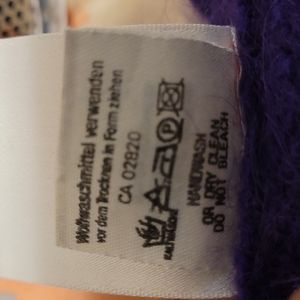 Wollwaschmittel verwenden
vor dem Trocknen in Form ziehen
CA 02820
P
HANDWASH
OR DRY CLEAN
DO NOT BLEACH